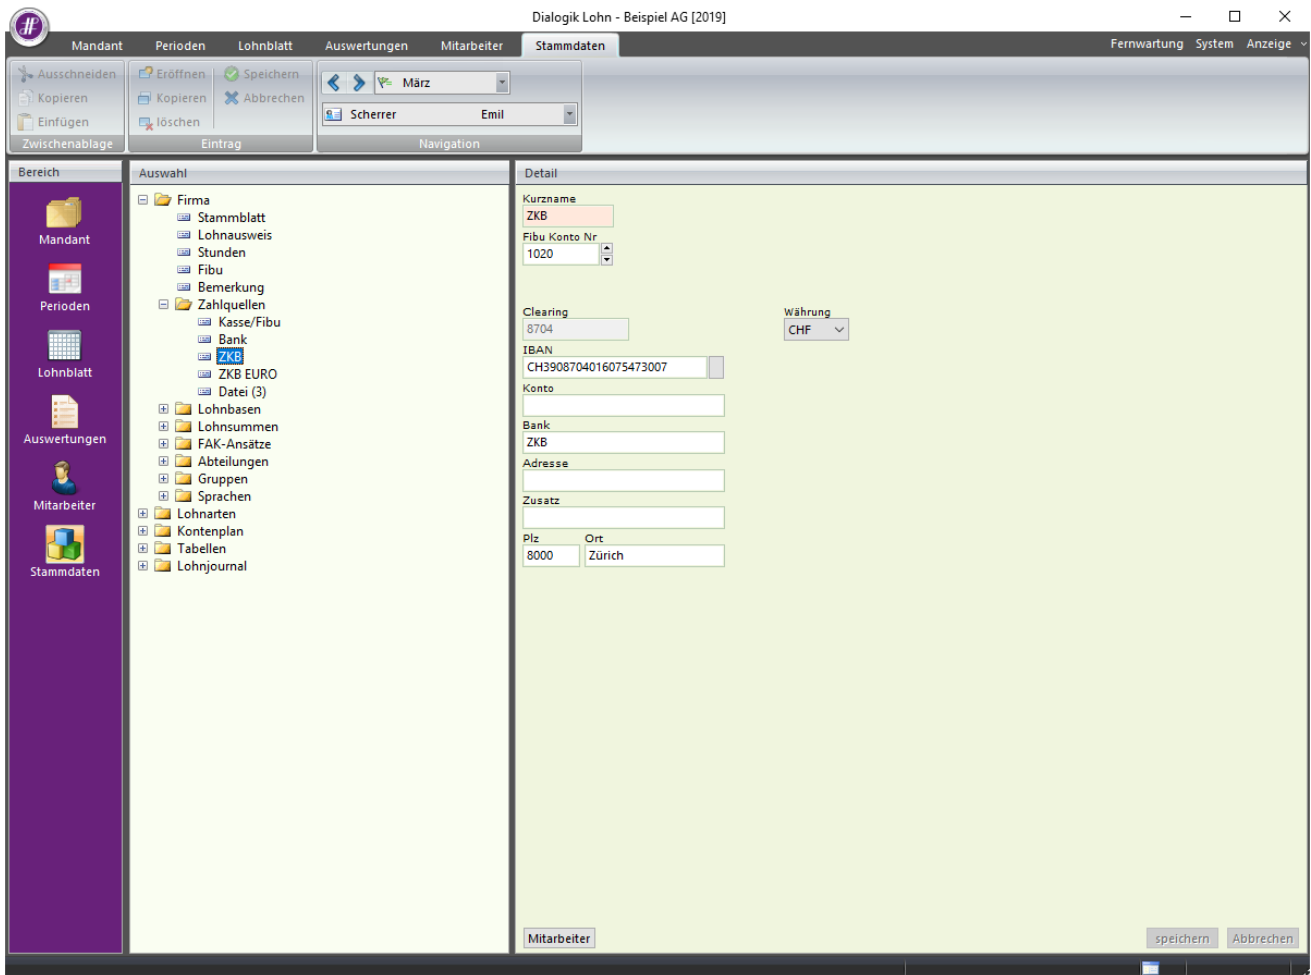 Dialogik Lohn - Beispiel AG [2019]
Mandant Perioden Lohnblatt Auswertungen Mitarbeiter Stammdaten Fernwartung System Anzeige
Ausschneiden Eröffnen Speichern März
Kopieren Kopieren Abbrechen
Einfügen löschen Scherrer Emil
Zwischenablage Eintrag Navigation
Bereich
Mandant
Perioden
Lohnblatt
Auswertungen
Mitarbeiter
Stammdaten
Auswahl
Firma
Stammblatt
Lohnausweis
Stunden
Fibu
Bemerkung
Zahlquellen
Kasse/Fibu
Bank
ZKB
ZKB EURO
Datei (3)
Lohnbasen
Lohnsummen
FAK-Ansätze
Abteilungen
Gruppen
Sprachen
Lohnarten
Kontenplan
Tabellen
Lohnjournal
Detail
Kurzname
ZKB
Fibu Konto Nr
1020
Clearing Währung
8704 CHF
IBAN
CH3908704016075473007
Konto
Bank
ZKB
Adresse
Zusatz
Plz Ort
8000 Zürich
Mitarbeiter speichern Abbrechen